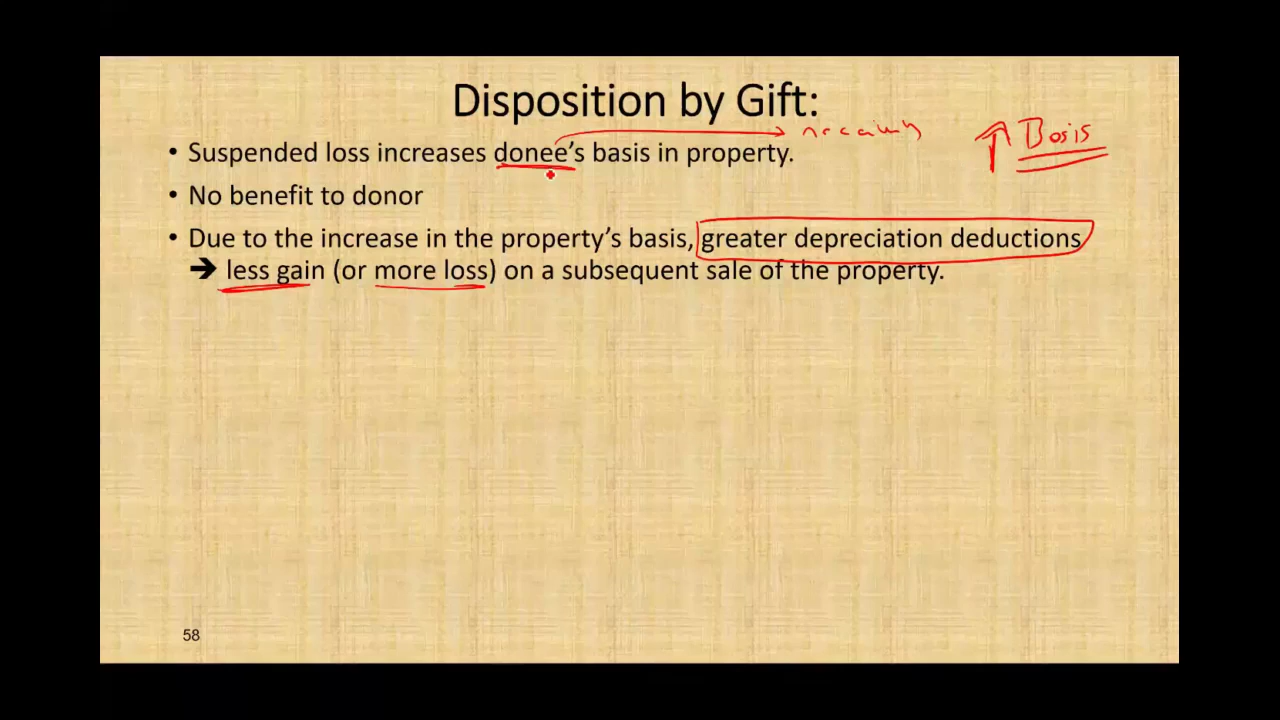 Disposition by Gift:
receiving
↑ Basis
• Suspended loss increases donee's basis in property.
• No benefit to donor
• Due to the increase in the property's basis, greater depreciation deductions
➔ less gain (or more loss) on a subsequent sale of the property.
58